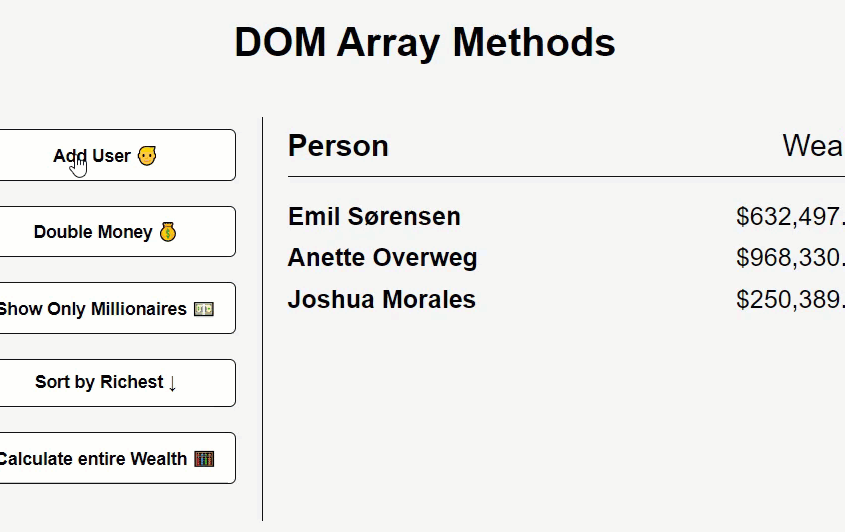 DOM Array Methods
Add User 👨
Double Money 💰
Show Only Millionaires 💵
Sort by Richest ↓
Calculate entire Wealth 🧮
Person Wea
Emil Sørensen $632,497.
Anette Overweg $968,330.
Joshua Morales $250,389.